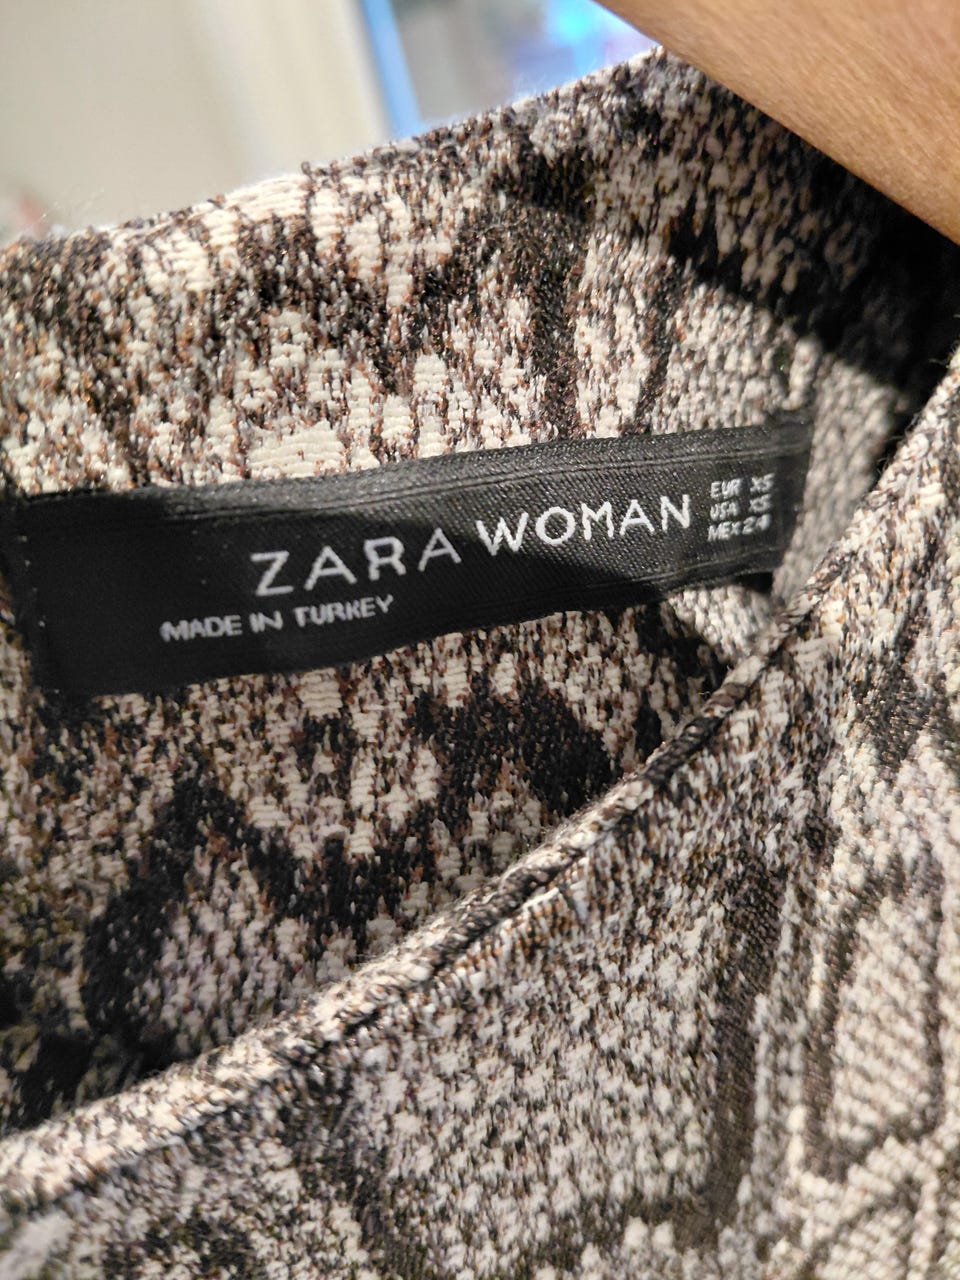 ZARA WOMAN
EUR XS
USA XS
MEX 24
MADE IN TURKEY